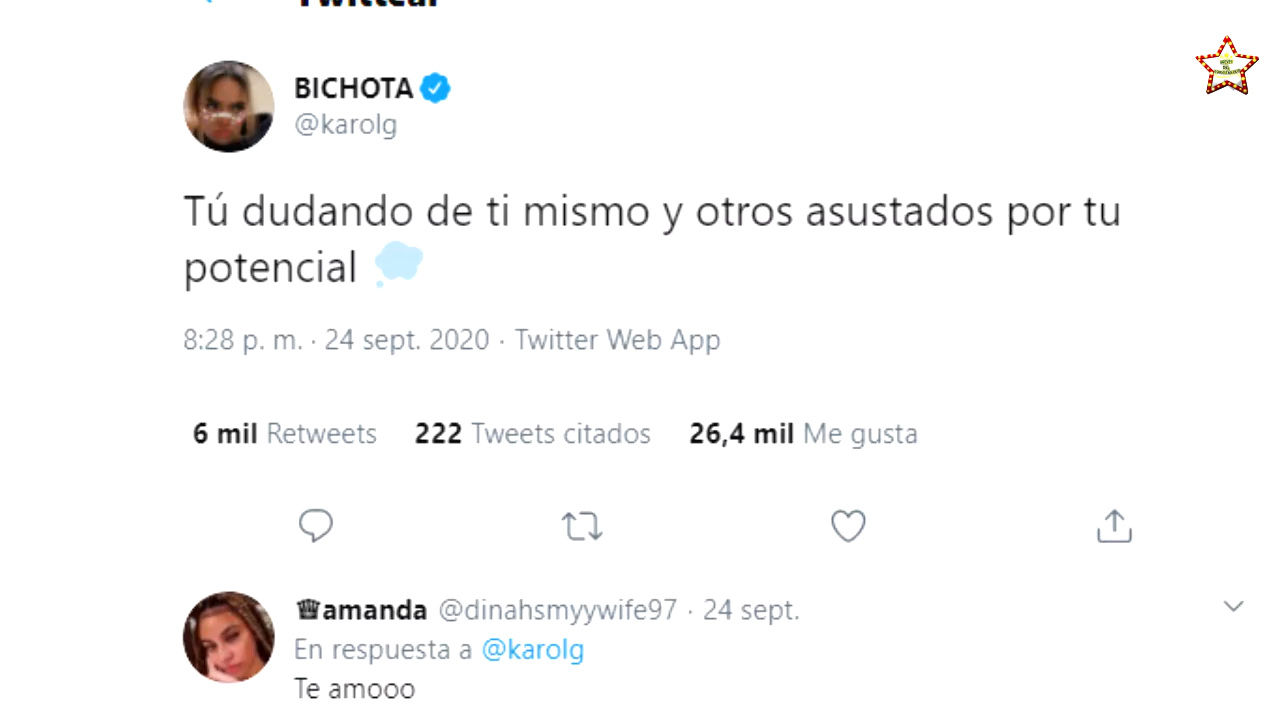 BICHOTA
@karolg
Tú dudando de ti mismo y otros asustados por tu
potencial
8:28 p. m. · 24 sept. 2020 · Twitter Web App
6 mil Retweets 222 Tweets citados 26,4 mil Me gusta
♛amanda @dinahsmyywife97 · 24 sept.
En respuesta a @karolg
Te amooo